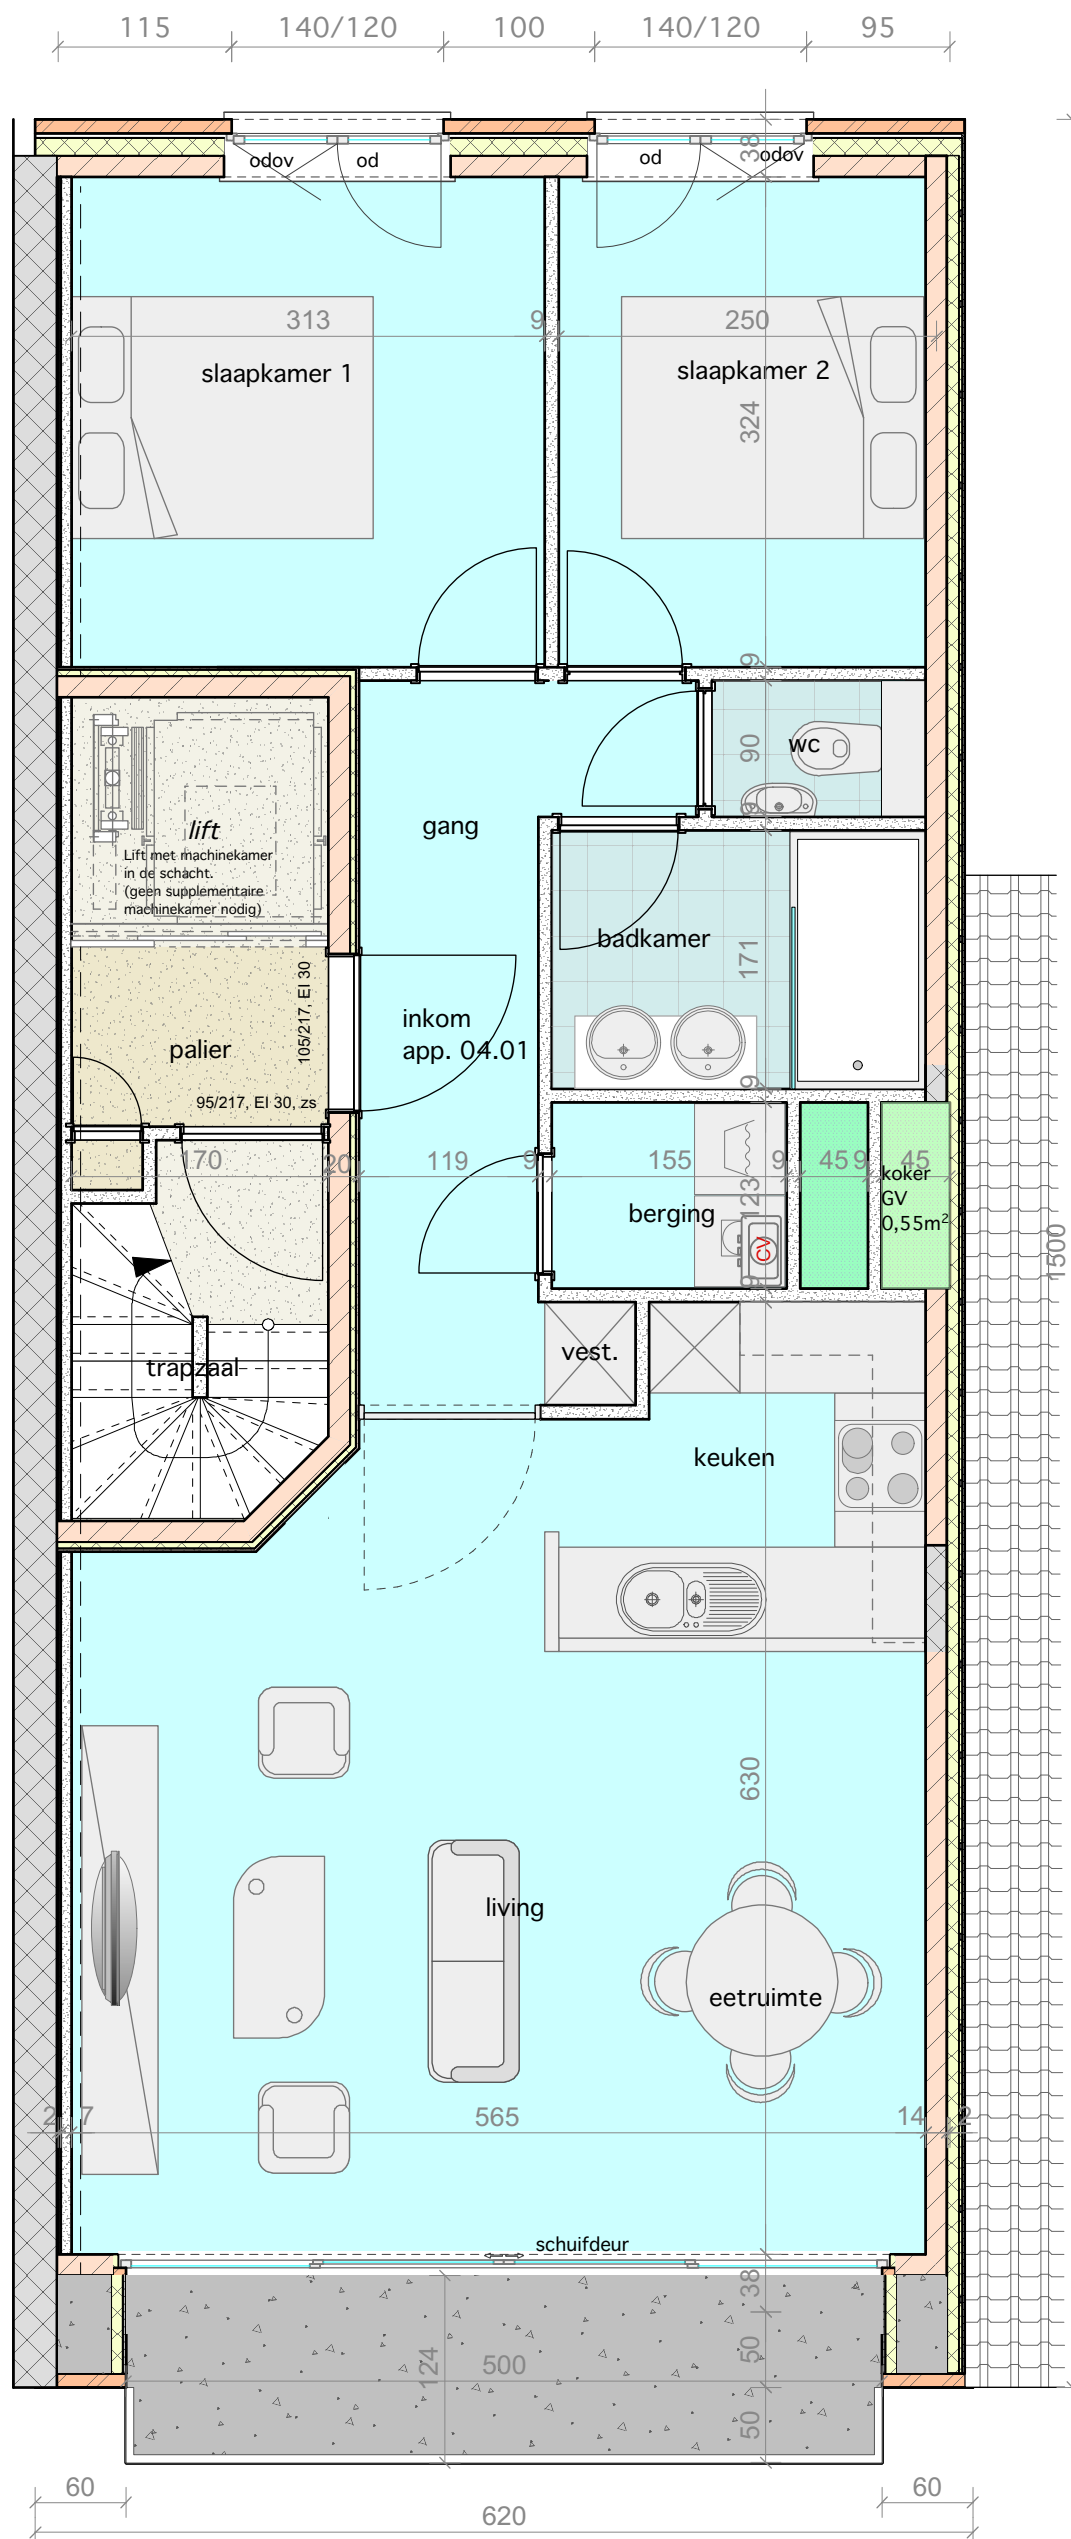 115
140/120
100
140/120
95
38
odov
od
od
odov
313
9
250
slaapkamer 1
slaapkamer 2
324
9
90
wc
9
gang
lift
Lift met machinekamer
in de schacht.
(geen supplementaire
machinekamer nodig)
badkamer
171
105/217, EI 30
inkom
app. 04.01
palier
95/217, EI 30, zs
9
170
20
119
9
155
9
45
9
45
koker
GV
0,55m²
123
berging
CV
9
1500
vest.
trapzaal
keuken
630
living
eetruimte
2
7
565
14
2
schuifdeur
38
124
500
50
50
60
60
620